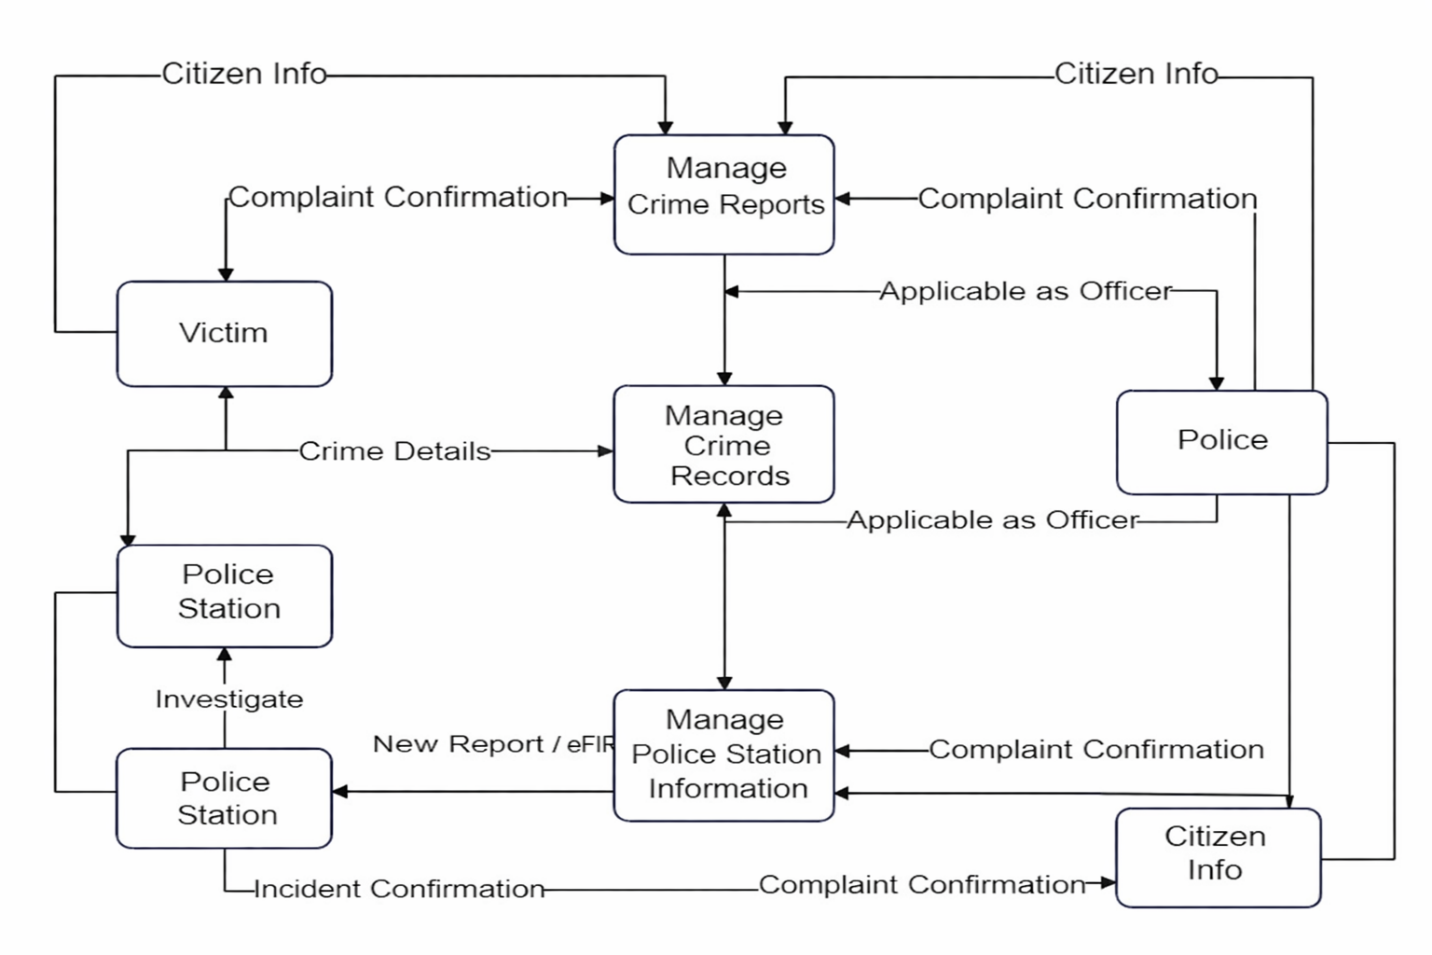 Citizen Info
Citizen Info
Manage
Crime Reports
Complaint Confirmation
Complaint Confirmation
Applicable as Officer
Victim
Manage
Crime
Records
Police
Crime Details
Applicable as Officer
Police
Station
Investigate
New Report / eFIR
Manage
Police Station
Information
Complaint Confirmation
Police
Station
Citizen
Info
Incident Confirmation
Complaint Confirmation